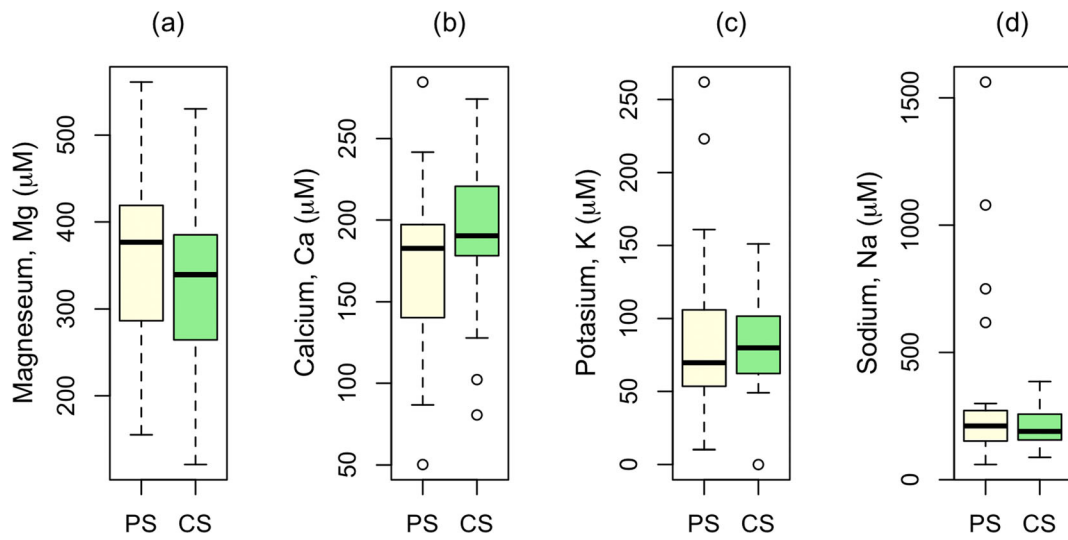 (a)
Magneseum, Mg (μM)
500
400
300
200
PS CS
(b)
Calcium, Ca (μM)
250
200
150
100
50
PS CS
(c)
Potasium, K (μM)
250
200
150
100
50
0
PS CS
(d)
Sodium, Na (μM)
1500
1000
500
0
PS CS